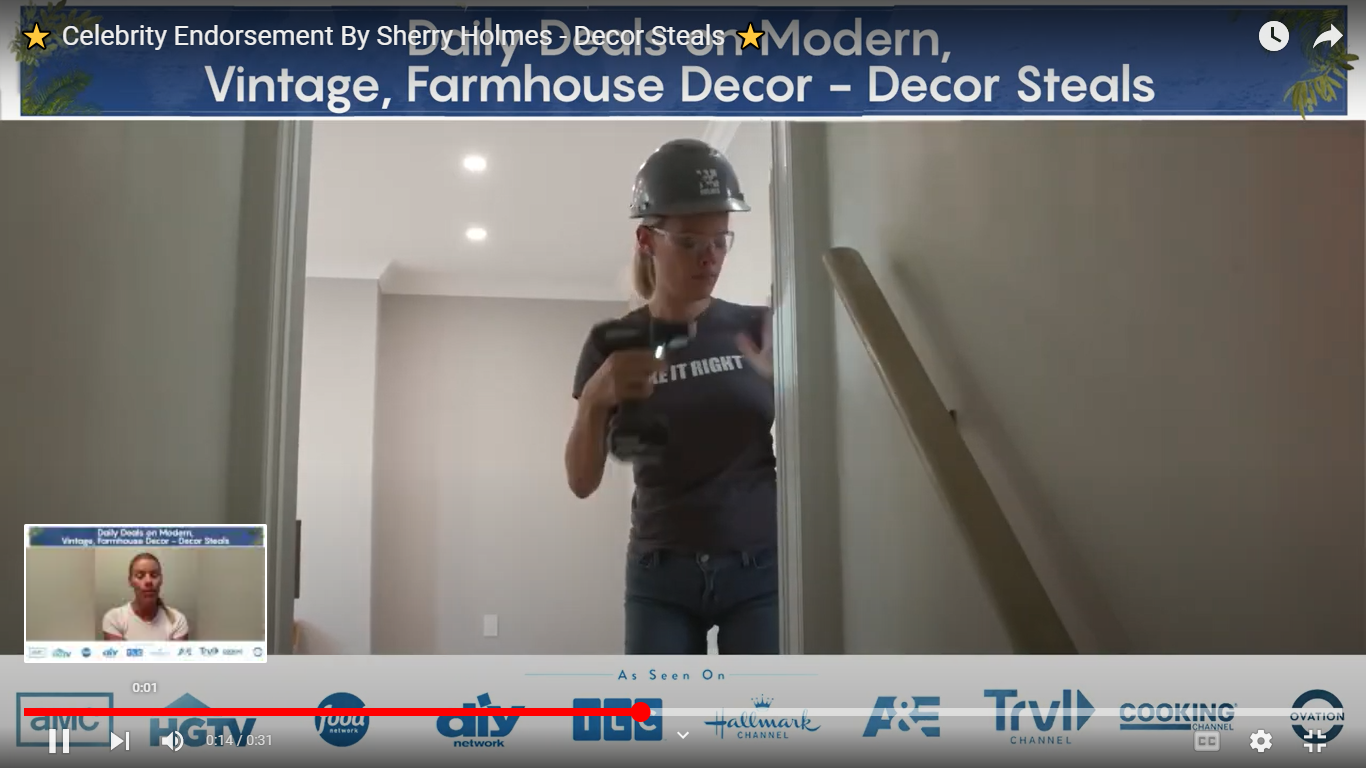 ⭐ Celebrity Endorsement By Sherry Holmes - Decor Steals ⭐
Daily Deals on Modern,
Vintage, Farmhouse Decor – Decor Steals
HOLMES
KE IT RIGHT
Daily Deals on Modern,
Vintage, Farmhouse Decor – Decor Steals
0:01
As Seen On
aMC
HGTV
food
network
diy
network
TLC
Hallmark
CHANNEL
A&E
Trvl
CHANNEL
COOKING
CHANNEL
OVATION
0:14 / 0:31
CC